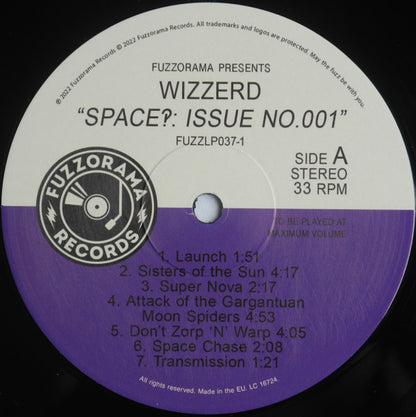 ℗ 2022 Fuzzorama Records. © 2022 Fuzzorama Records. All trademarks and logos are protected. May the fuzz be with you.
FUZZORAMA PRESENTS
WIZZERD
"SPACE‽: ISSUE NO.001"
FUZZLP037-1
SIDE A
STEREO
33 RPM
FUZZORAMA
RECORDS
TO BE PLAYED AT
MAXIMUM VOLUME
1. Launch 1:51
2. Sisters of the Sun 4:17
3. Super Nova 2:17
4. Attack of the Gargantuan
Moon Spiders 4:53
5. Don't Zorp 'N' Warp 4:05
6. Space Chase 2:08
7. Transmission 1:21
All rights reserved. Made in the EU. LC 16724